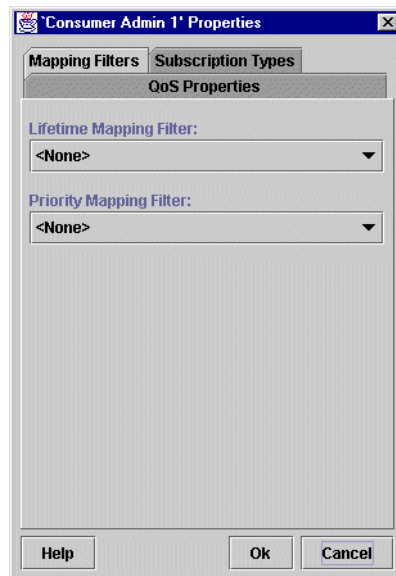 `Consumer Admin 1' Properties
Mapping Filters Subscription Types
QoS Properties
Lifetime Mapping Filter:
<None>
Priority Mapping Filter:
<None>
Help Ok Cancel